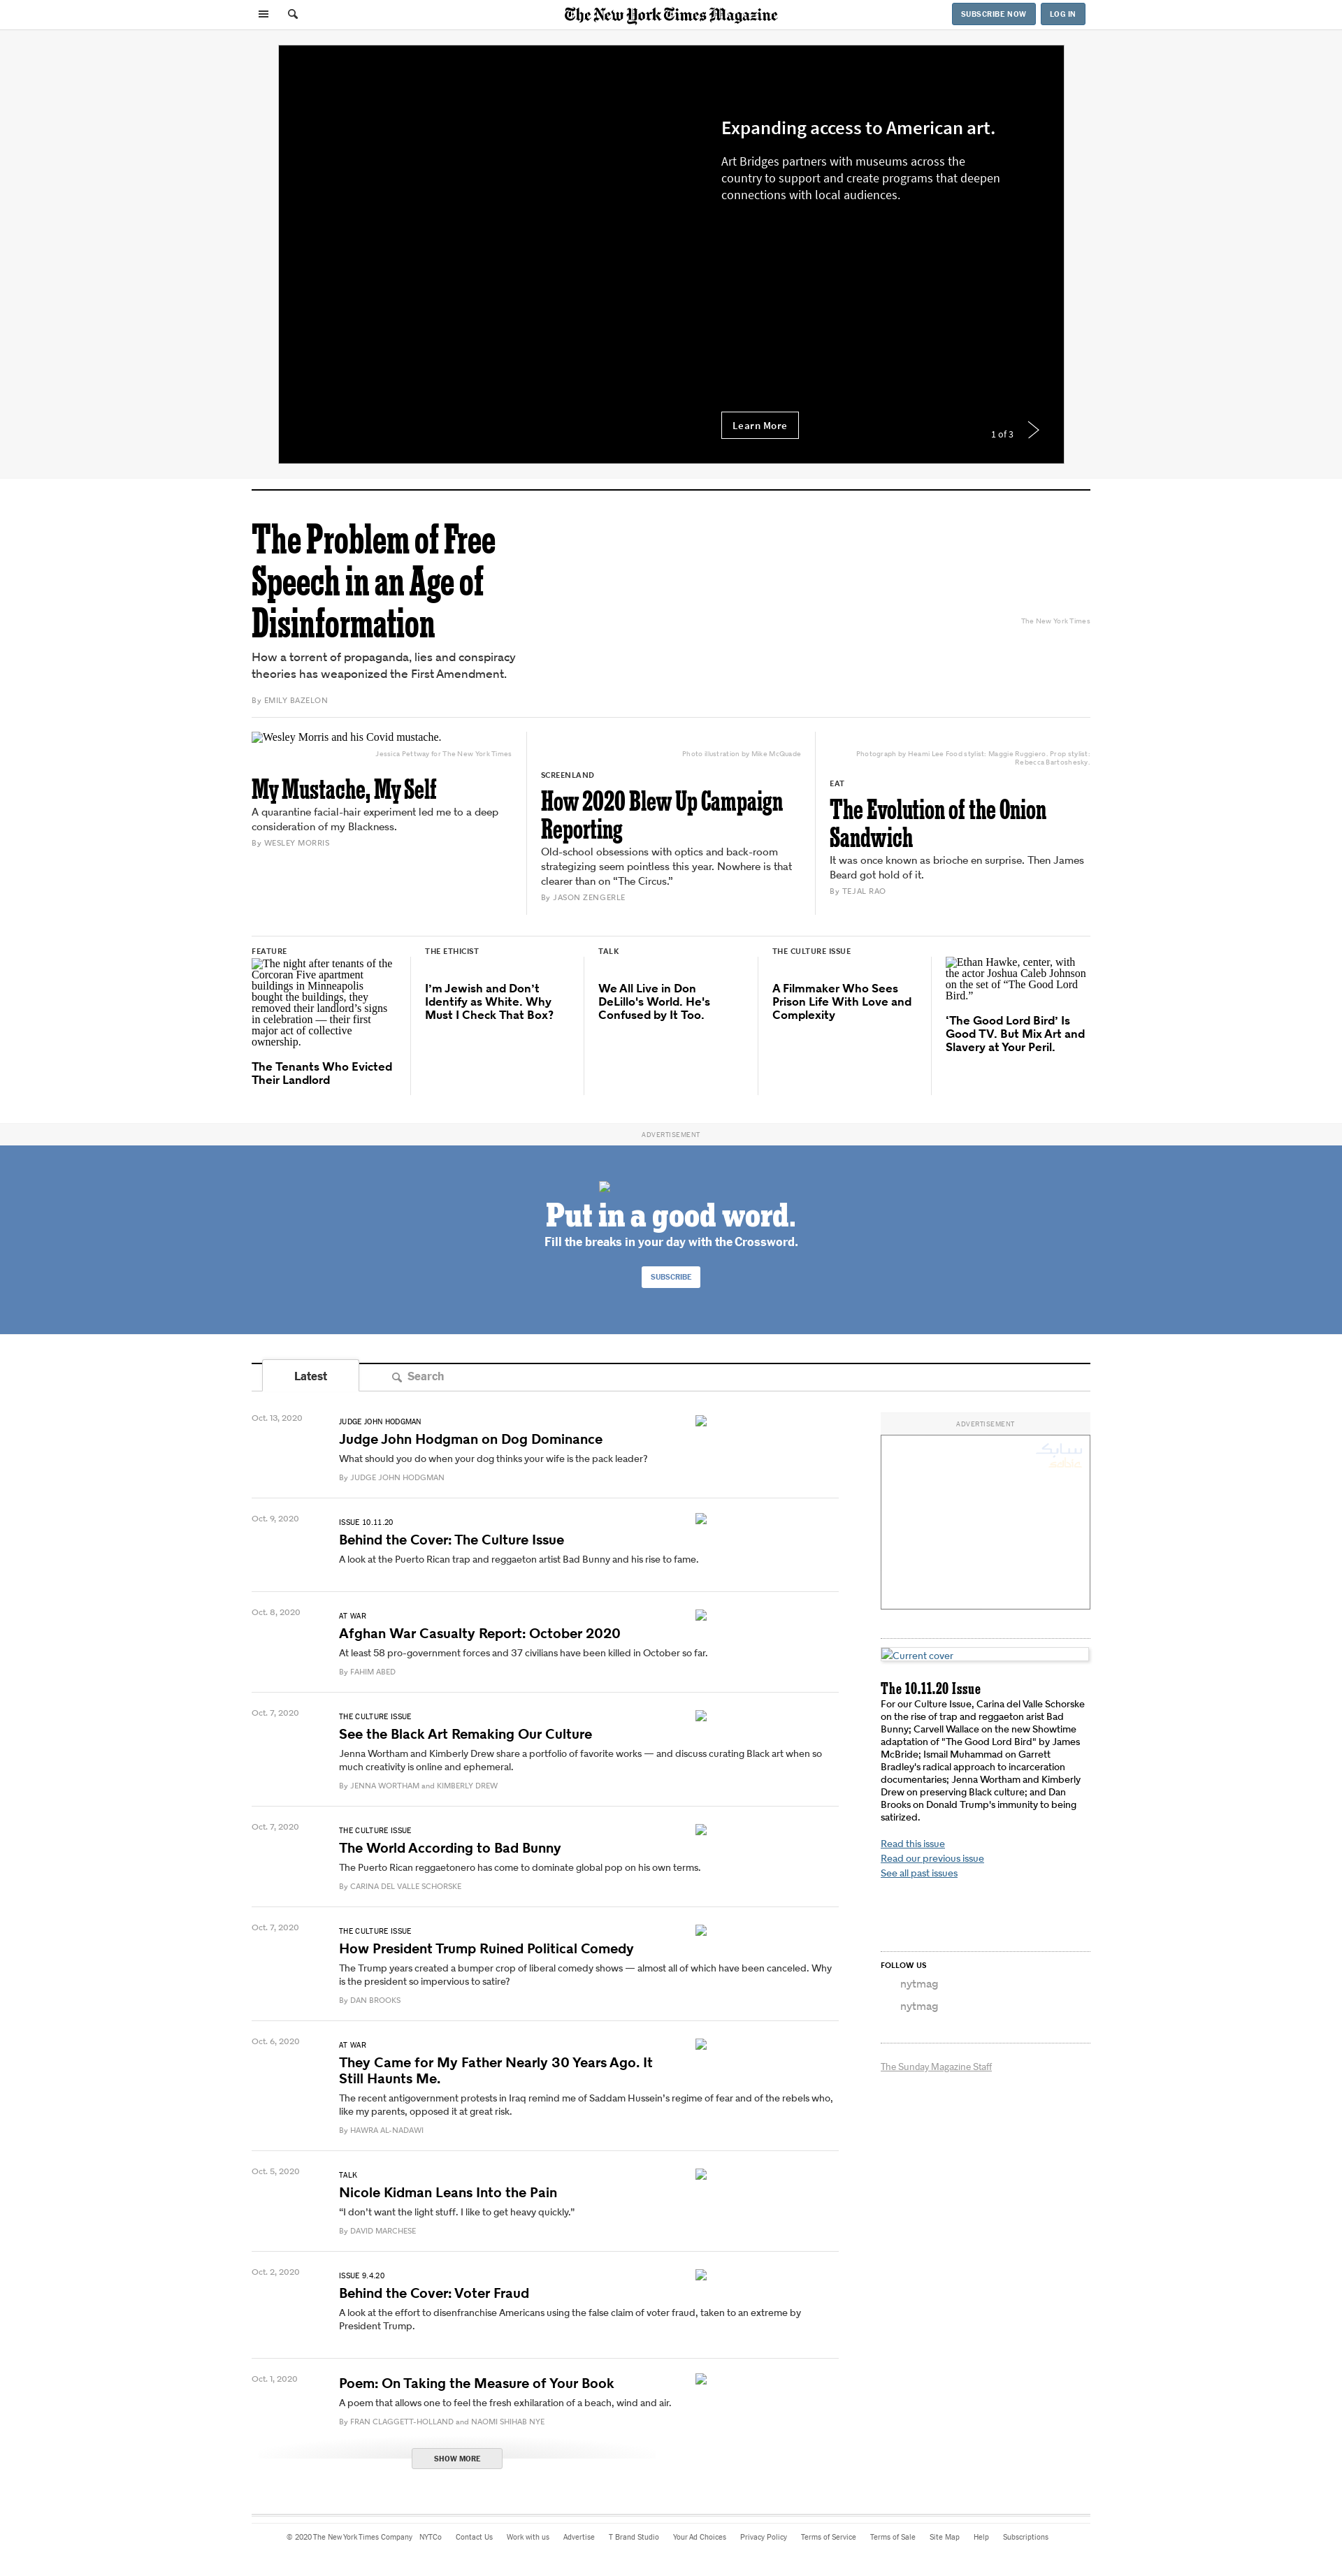 The New York Times Magazine
SUBSCRIBE NOW
LOG IN
Expanding access to American art.
Art Bridges partners with museums across the
country to support and create programs that deepen
connections with local audiences.
Learn More
1 of 3
The Problem of Free
Speech in an Age of
Disinformation
How a torrent of propaganda, lies and conspiracy
theories has weaponized the First Amendment.
By EMILY BAZELON
The New York Times
Wesley Morris and his Covid mustache.
Jessica Pettway for The New York Times
My Mustache, My Self
A quarantine facial-hair experiment led me to a deep
consideration of my Blackness.
By WESLEY MORRIS
Photo illustration by Mike McQuade
SCREENLAND
How 2020 Blew Up Campaign
Reporting
Old-school obsessions with optics and back-room
strategizing seem pointless this year. Nowhere is that
clearer than on “The Circus.”
By JASON ZENGERLE
Photograph by Heami Lee Food stylist: Maggie Ruggiero. Prop stylist:
Rebecca Bartoshesky.
EAT
The Evolution of the Onion
Sandwich
It was once known as brioche en surprise. Then James
Beard got hold of it.
By TEJAL RAO
FEATURE
The night after tenants of the
Corcoran Five apartment
buildings in Minneapolis
bought the buildings, they
removed their landlord’s signs
in celebration — their first
major act of collective
ownership.
The Tenants Who Evicted
Their Landlord
THE ETHICIST
I’m Jewish and Don’t
Identify as White. Why
Must I Check That Box?
TALK
We All Live in Don
DeLillo's World. He's
Confused by It Too.
THE CULTURE ISSUE
A Filmmaker Who Sees
Prison Life With Love and
Complexity
Ethan Hawke, center, with
the actor Joshua Caleb Johnson
on the set of “The Good Lord
Bird.”
‘The Good Lord Bird’ Is
Good TV. But Mix Art and
Slavery at Your Peril.
ADVERTISEMENT
Put in a good word.
Fill the breaks in your day with the Crossword.
SUBSCRIBE
Latest
Search
Oct. 13, 2020
JUDGE JOHN HODGMAN
Judge John Hodgman on Dog Dominance
What should you do when your dog thinks your wife is the pack leader?
By JUDGE JOHN HODGMAN
Oct. 9, 2020
ISSUE 10.11.20
Behind the Cover: The Culture Issue
A look at the Puerto Rican trap and reggaeton artist Bad Bunny and his rise to fame.
Oct. 8, 2020
AT WAR
Afghan War Casualty Report: October 2020
At least 58 pro-government forces and 37 civilians have been killed in October so far.
By FAHIM ABED
Oct. 7, 2020
THE CULTURE ISSUE
See the Black Art Remaking Our Culture
Jenna Wortham and Kimberly Drew share a portfolio of favorite works — and discuss curating Black art when so
much creativity is online and ephemeral.
By JENNA WORTHAM and KIMBERLY DREW
Oct. 7, 2020
THE CULTURE ISSUE
The World According to Bad Bunny
The Puerto Rican reggaetonero has come to dominate global pop on his own terms.
By CARINA DEL VALLE SCHORSKE
Oct. 7, 2020
THE CULTURE ISSUE
How President Trump Ruined Political Comedy
The Trump years created a bumper crop of liberal comedy shows — almost all of which have been canceled. Why
is the president so impervious to satire?
By DAN BROOKS
Oct. 6, 2020
AT WAR
They Came for My Father Nearly 30 Years Ago. It
Still Haunts Me.
The recent antigovernment protests in Iraq remind me of Saddam Hussein’s regime of fear and of the rebels who,
like my parents, opposed it at great risk.
By HAWRA AL-NADAWI
Oct. 5, 2020
TALK
Nicole Kidman Leans Into the Pain
“I don’t want the light stuff. I like to get heavy quickly.”
By DAVID MARCHESE
Oct. 2, 2020
ISSUE 9.4.20
Behind the Cover: Voter Fraud
A look at the effort to disenfranchise Americans using the false claim of voter fraud, taken to an extreme by
President Trump.
Oct. 1, 2020
Poem: On Taking the Measure of Your Book
A poem that allows one to feel the fresh exhilaration of a beach, wind and air.
By FRAN CLAGGETT-HOLLAND and NAOMI SHIHAB NYE
SHOW MORE
ADVERTISEMENT
سابك
sabic
Current cover
The 10.11.20 Issue
For our Culture Issue, Carina del Valle Schorske
on the rise of trap and reggaeton arist Bad
Bunny; Carvell Wallace on the new Showtime
adaptation of "The Good Lord Bird" by James
McBride; Ismail Muhammad on Garrett
Bradley's radical approach to incarceration
documentaries; Jenna Wortham and Kimberly
Drew on preserving Black culture; and Dan
Brooks on Donald Trump's immunity to being
satirized.
Read this issue
Read our previous issue
See all past issues
FOLLOW US
nytmag
nytmag
The Sunday Magazine Staff
© 2020 The New York Times Company NYTCo Contact Us Work with us Advertise T Brand Studio Your Ad Choices Privacy Policy Terms of Service Terms of Sale Site Map Help Subscriptions